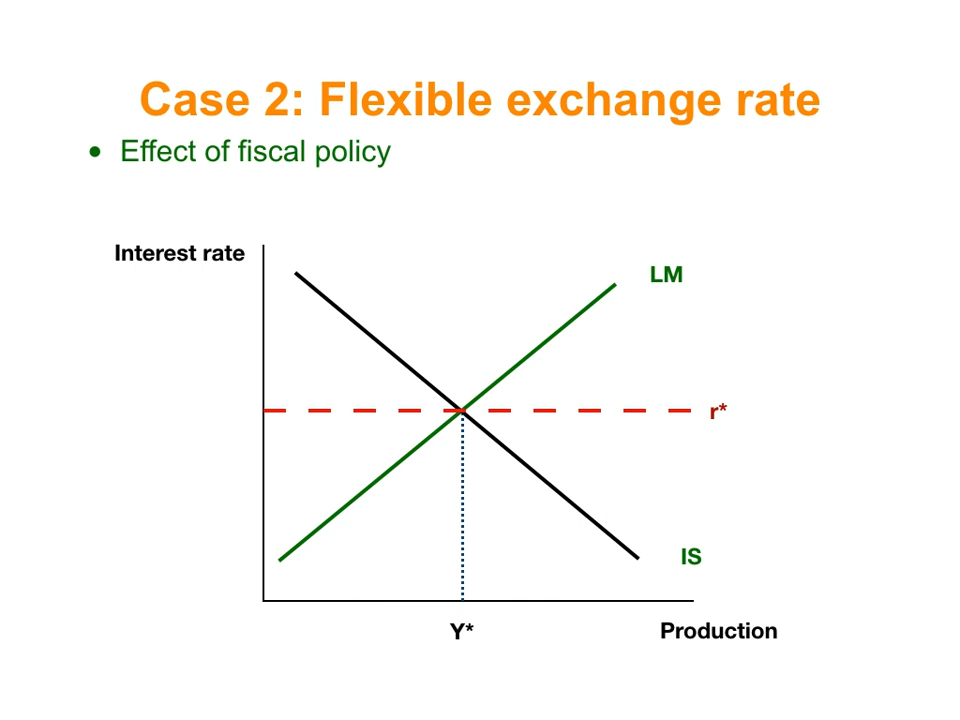 Case 2: Flexible exchange rate
• Effect of fiscal policy
Interest rate
LM
r*
IS
Y*
Production